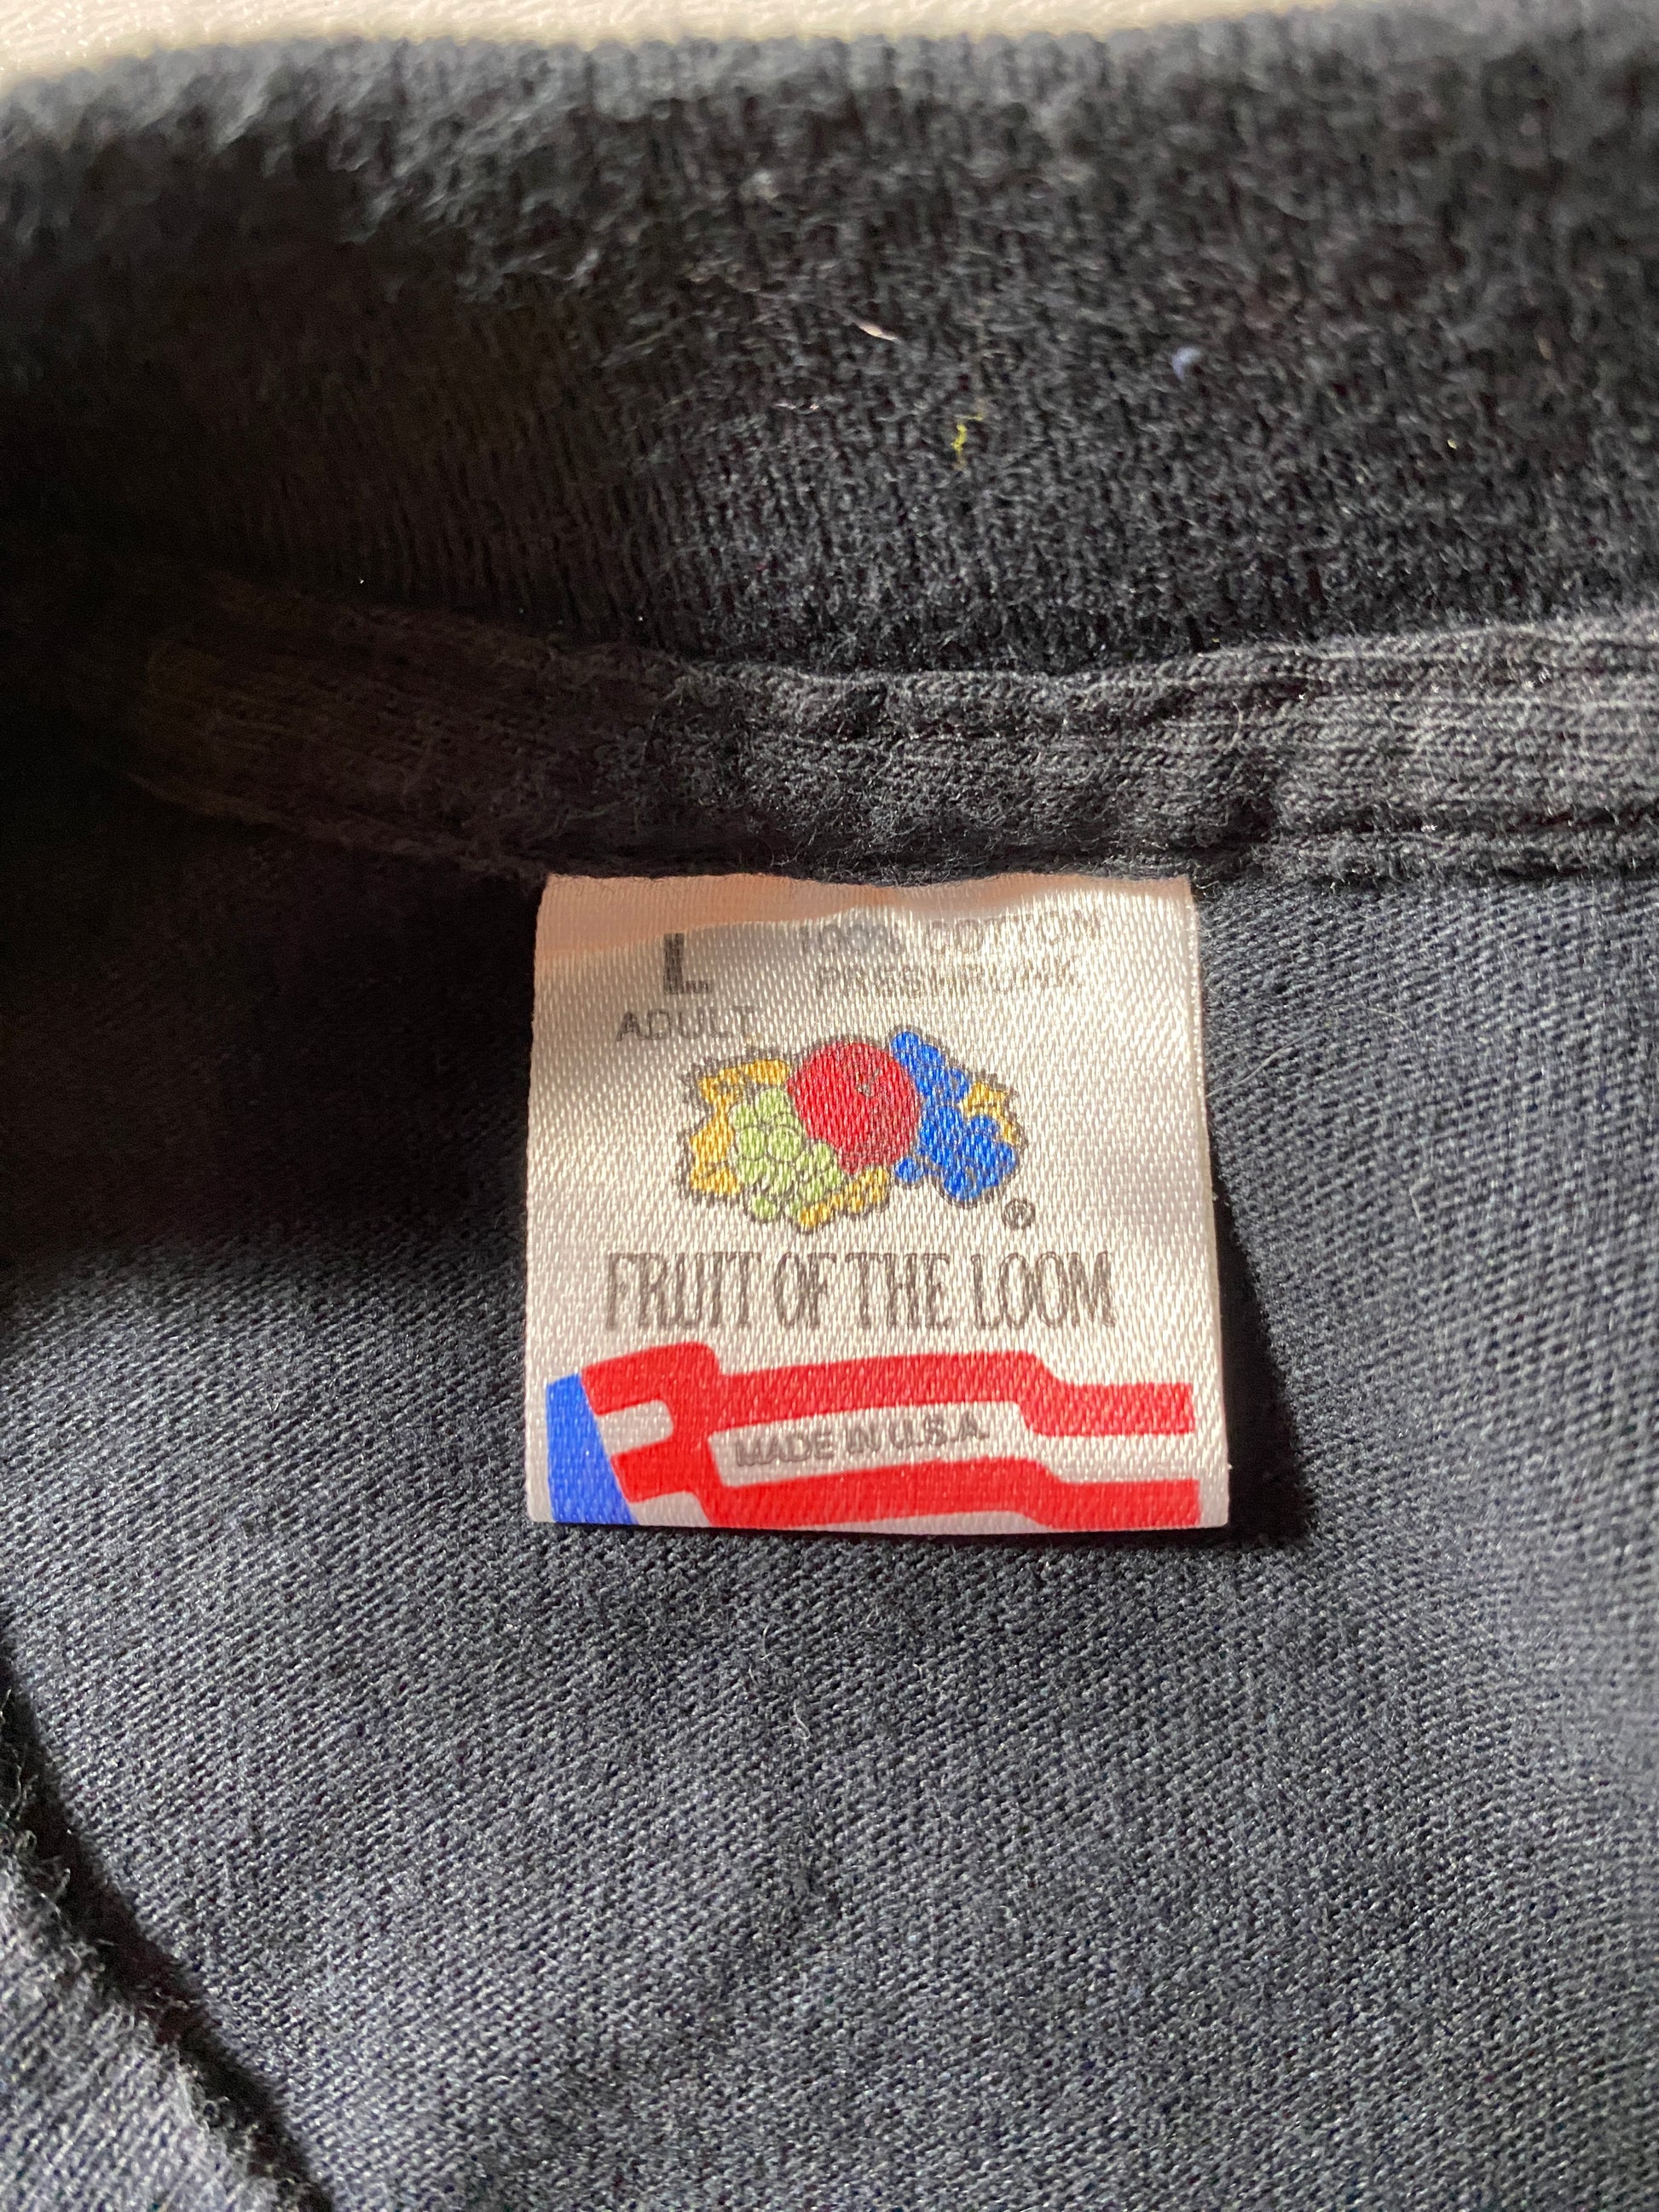 L 100% COTTON
ADULT PRESHRUNK
®
FRUIT OF THE LOOM
MADE IN U.S.A.